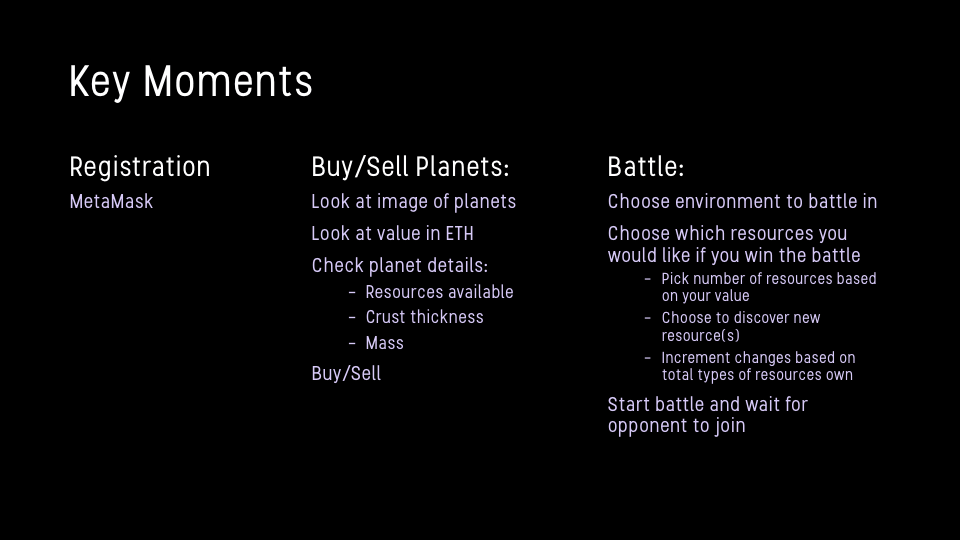 Key Moments
Registration
MetaMask
Buy/Sell Planets:
Look at image of planets
Look at value in ETH
Check planet details:
– Resources available
– Crust thickness
– Mass
Buy/Sell
Battle:
Choose environment to battle in
Choose which resources you
would like if you win the battle
– Pick number of resources based
on your value
– Choose to discover new
resource(s)
– Increment changes based on
total types of resources own
Start battle and wait for
opponent to join